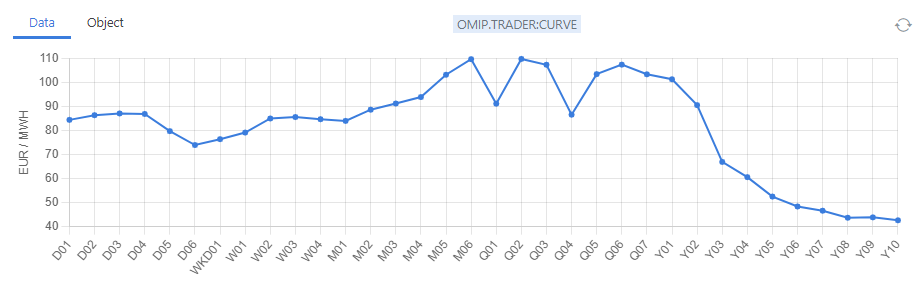 Data Object OMIP.TRADER:CURVE
EUR / MWH
110
100
90
80
70
60
50
40
D01 D02 D03 D04 D05 D06 WKD01 W01 W02 W03 W04 M01 M02 M03 M04 M05 M06 Q01 Q02 Q03 Q04 Q05 Q06 Q07 Y01 Y02 Y03 Y04 Y05 Y06 Y07 Y08 Y09 Y10